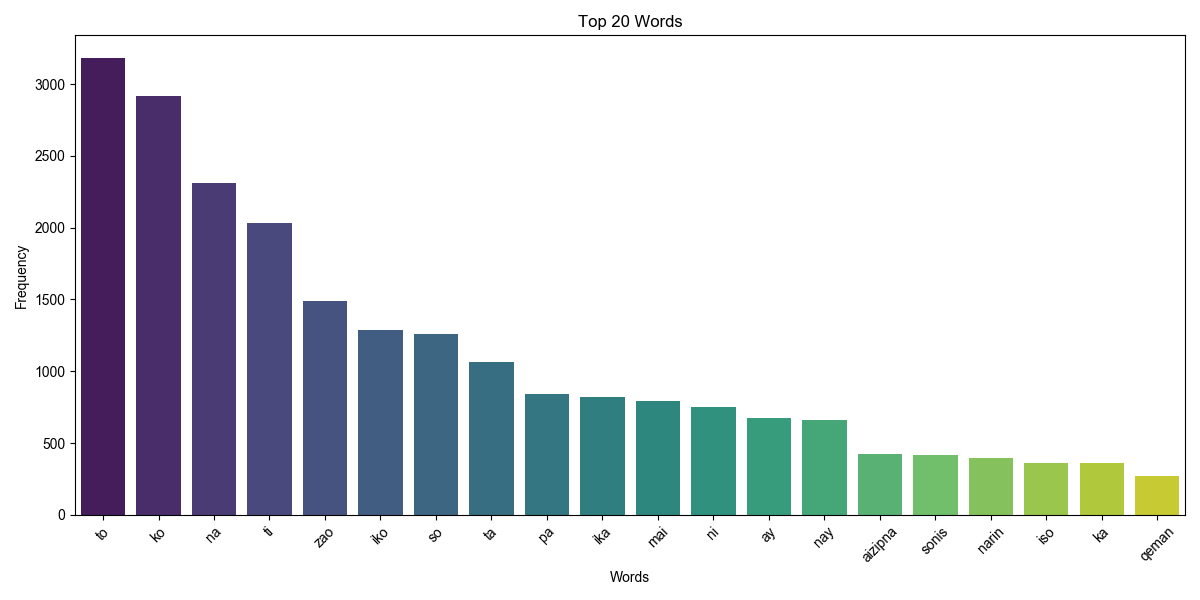 Top 20 Words
Frequency
3000
2500
2000
1500
1000
500
0
to ko na ti zao iko so ta pa ika mai ni ay nay aizipna sonis narin iso ka qeman
Words